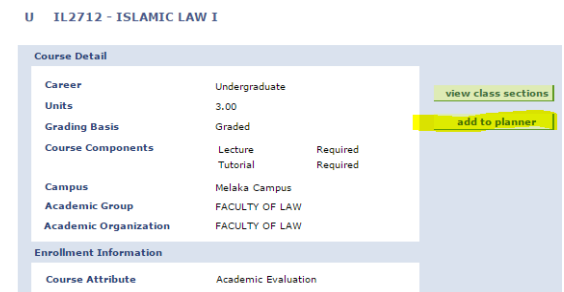 U IL2712 - ISLAMIC LAW I
Course Detail
Career Undergraduate
view class sections
Units 3.00
Grading Basis Graded
add to planner
Course Components Lecture Required
Tutorial Required
Campus Melaka Campus
Academic Group FACULTY OF LAW
Academic Organization FACULTY OF LAW
Enrollment Information
Course Attribute Academic Evaluation